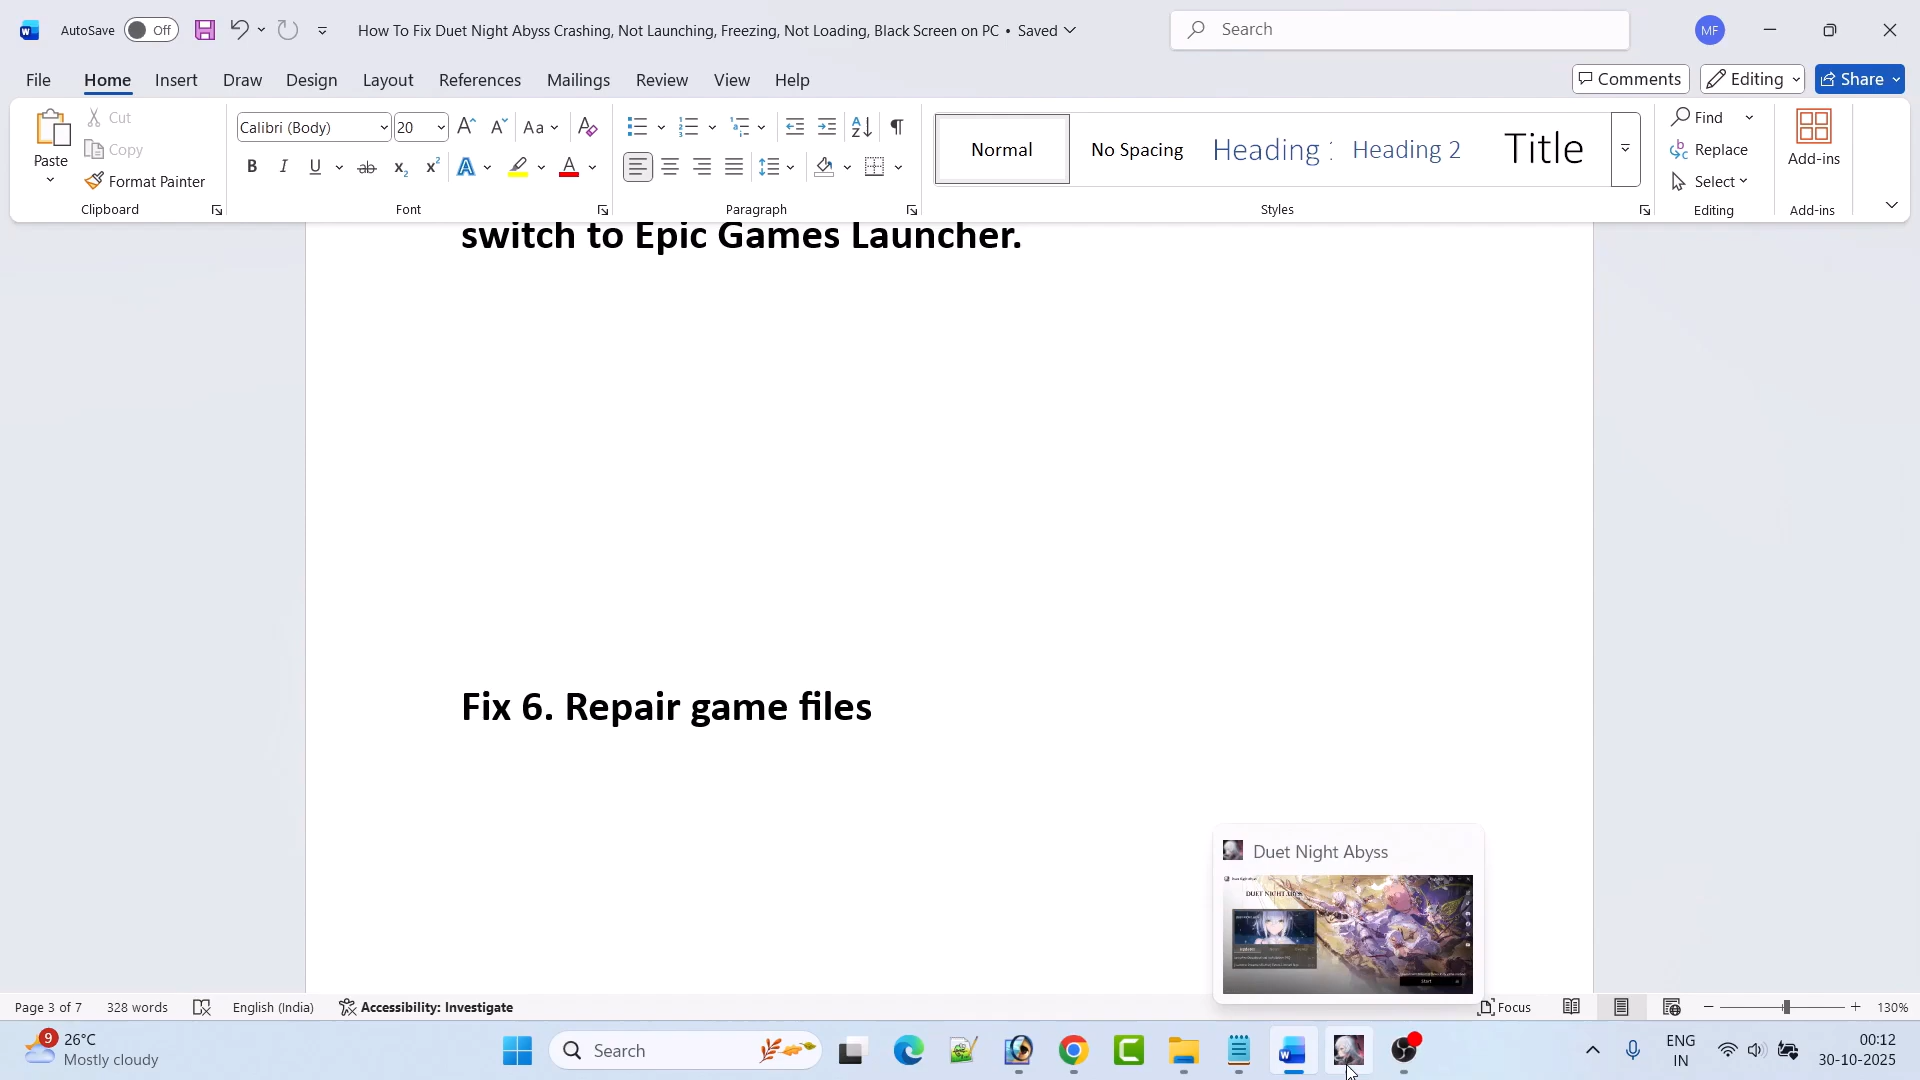 AutoSave Off How To Fix Duet Night Abyss Crashing, Not Launching, Freezing, Not Loading, Black Screen on PC • Saved Search MF
File Home Insert Draw Design Layout References Mailings Review View Help Comments Editing Share
Paste Cut Copy Format Painter
Calibri (Body) 20
Normal No Spacing Heading Heading 2 Title
Find Replace Select
Add-ins
Clipboard Font Paragraph Styles Editing Add-ins
switch to Epic Games Launcher.
Fix 6. Repair game files
Duet Night Abyss
DUET NIGHT ABYSS
Start
Page 3 of 7 328 words English (India) Accessibility: Investigate Focus 130%
9 26°C
Mostly cloudy
Search
ENG
IN
00:12
30-10-2025